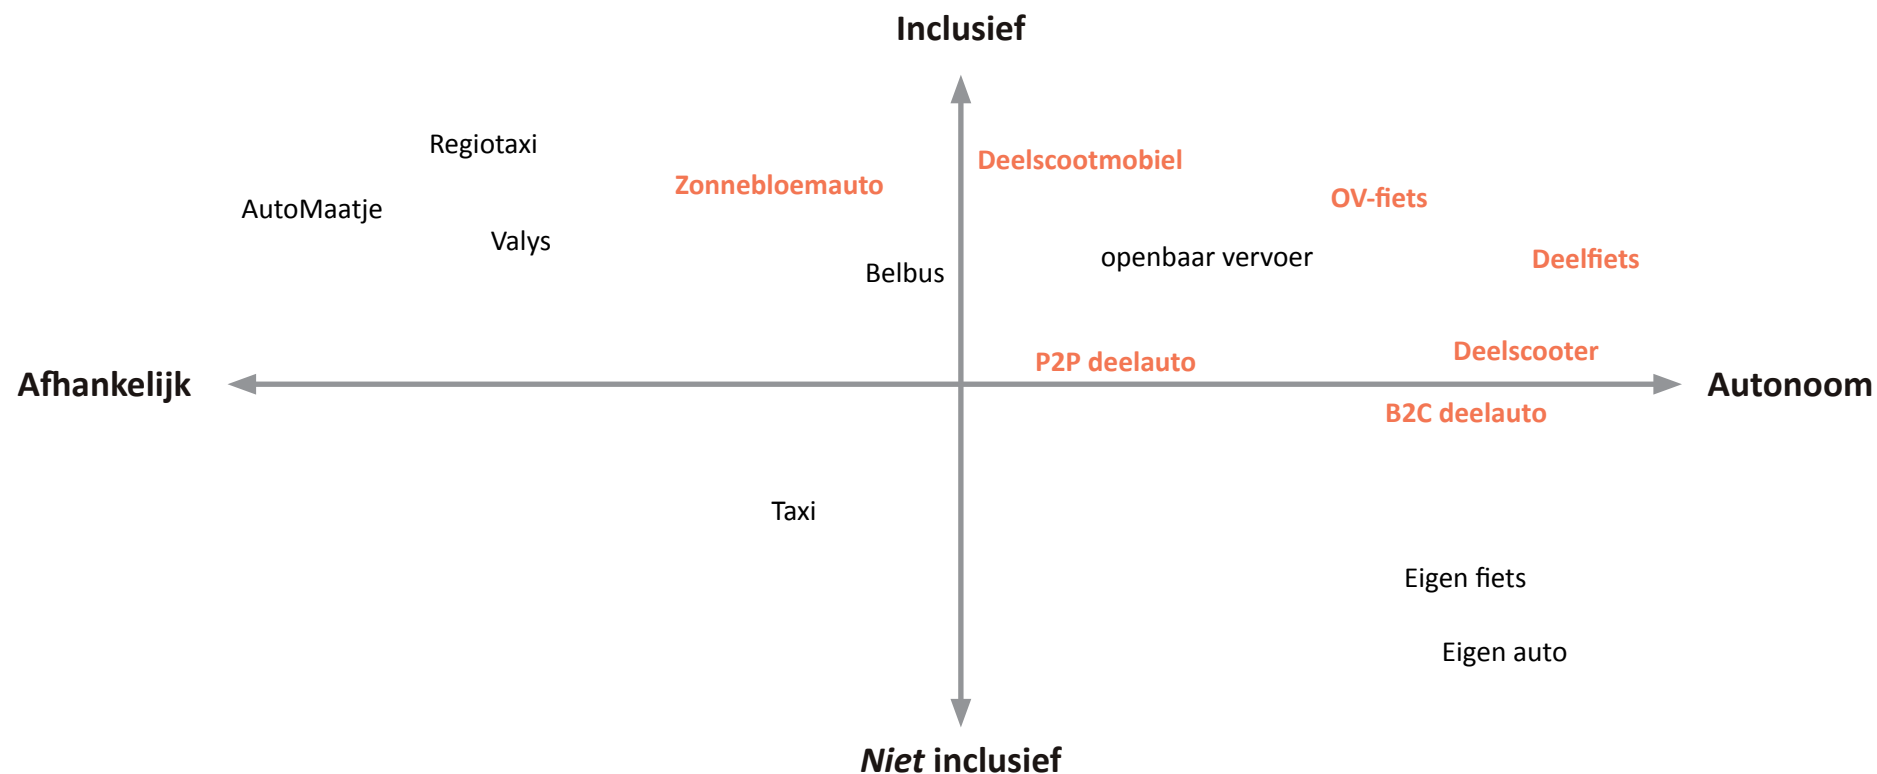 Inclusief
Regiotaxi
Deelscootmobiel
Zonnebloemauto
OV-fiets
AutoMaatje
Valys
openbaar vervoer
Deelfiets
Belbus
Deelscooter
P2P deelauto
Afhankelijk
Autonoom
B2C deelauto
Taxi
Eigen fiets
Eigen auto
Niet inclusief